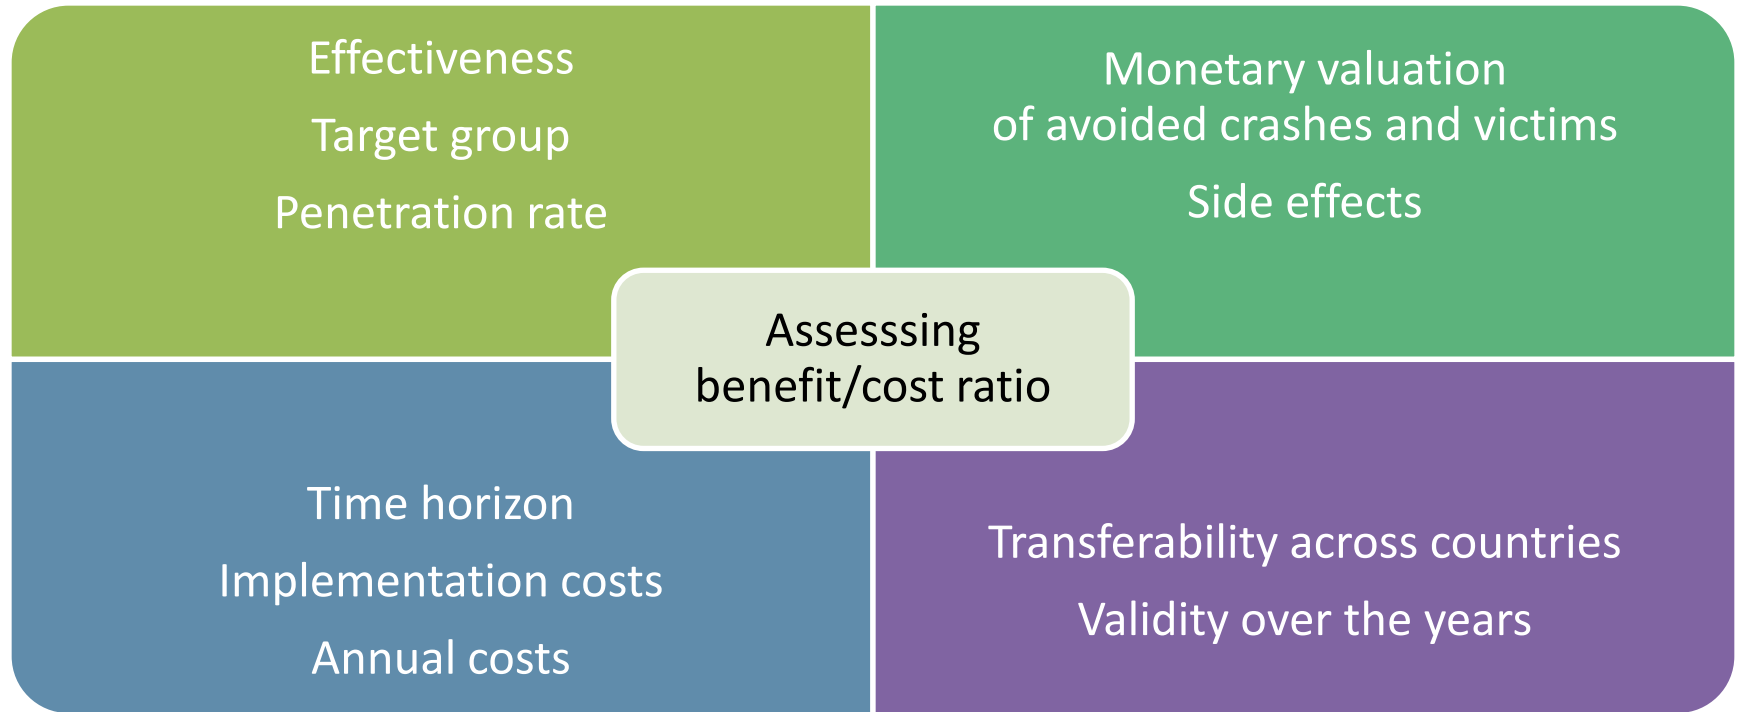 Effectiveness
Target group
Penetration rate
Monetary valuation
of avoided crashes and victims
Side effects
Assesssing
benefit/cost ratio
Time horizon
Implementation costs
Annual costs
Transferability across countries
Validity over the years